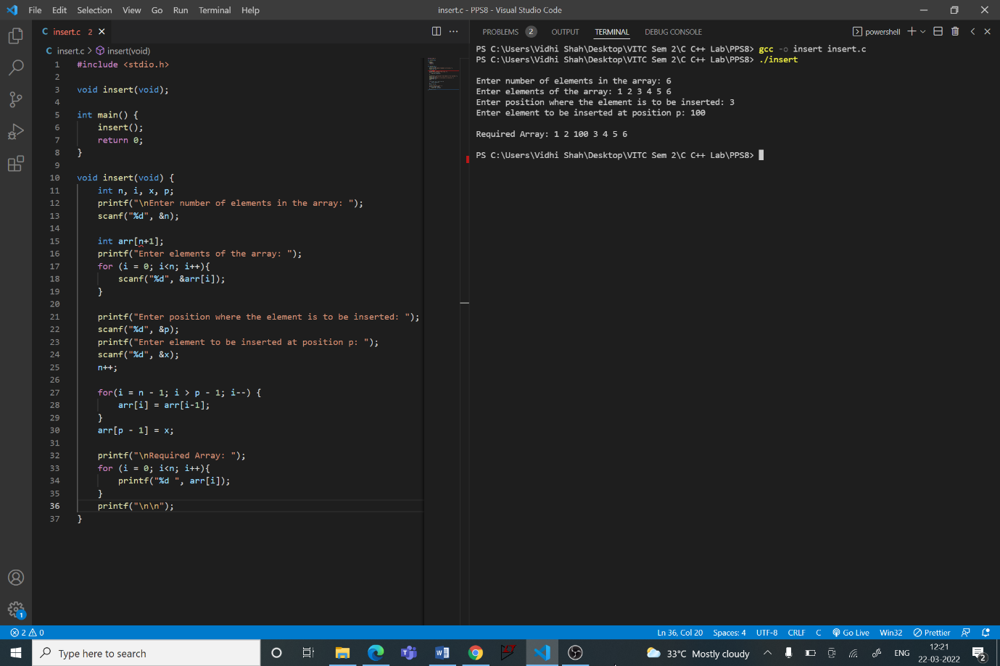 File Edit Selection View Go Run Terminal Help
insert.c - PPS8 - Visual Studio Code
C insert.c 2
C insert.c > insert(void)
1 #include <stdio.h>
2
3 void insert(void);
4
5 int main() {
6     insert();
7     return 0;
8 }
9
10 void insert(void) {
11     int n, i, x, p;
12     printf("\nEnter number of elements in the array: ");
13     scanf("%d", &n);
14
15     int arr[n+1];
16     printf("Enter elements of the array: ");
17     for (i = 0; i<n; i++){
18         scanf("%d", &arr[i]);
19     }
20
21     printf("Enter position where the element is to be inserted: ");
22     scanf("%d", &p);
23     printf("Enter element to be inserted at position p: ");
24     scanf("%d", &x);
25     n++;
26
27     for(i = n - 1; i > p - 1; i--) {
28         arr[i] = arr[i-1];
29     }
30     arr[p - 1] = x;
31
32     printf("\nRequired Array: ");
33     for (i = 0; i<n; i++){
34         printf("%d ", arr[i]);
35     }
36     printf("\n\n");
37 }
PROBLEMS 2 OUTPUT TERMINAL DEBUG CONSOLE
powershell
PS C:\Users\Vidhi Shah\Desktop\VITC Sem 2\C C++ Lab\PPS8> gcc -o insert insert.c
PS C:\Users\Vidhi Shah\Desktop\VITC Sem 2\C C++ Lab\PPS8> ./insert
Enter number of elements in the array: 6
Enter elements of the array: 1 2 3 4 5 6
Enter position where the element is to be inserted: 3
Enter element to be inserted at position p: 100
Required Array: 1 2 100 3 4 5 6
PS C:\Users\Vidhi Shah\Desktop\VITC Sem 2\C C++ Lab\PPS8>
1
2 0
Ln 36, Col 20 Spaces: 4 UTF-8 CRLF C Go Live Win32 Prettier
Type here to search
33°C Mostly cloudy
ENG
12:21
22-03-2022
2